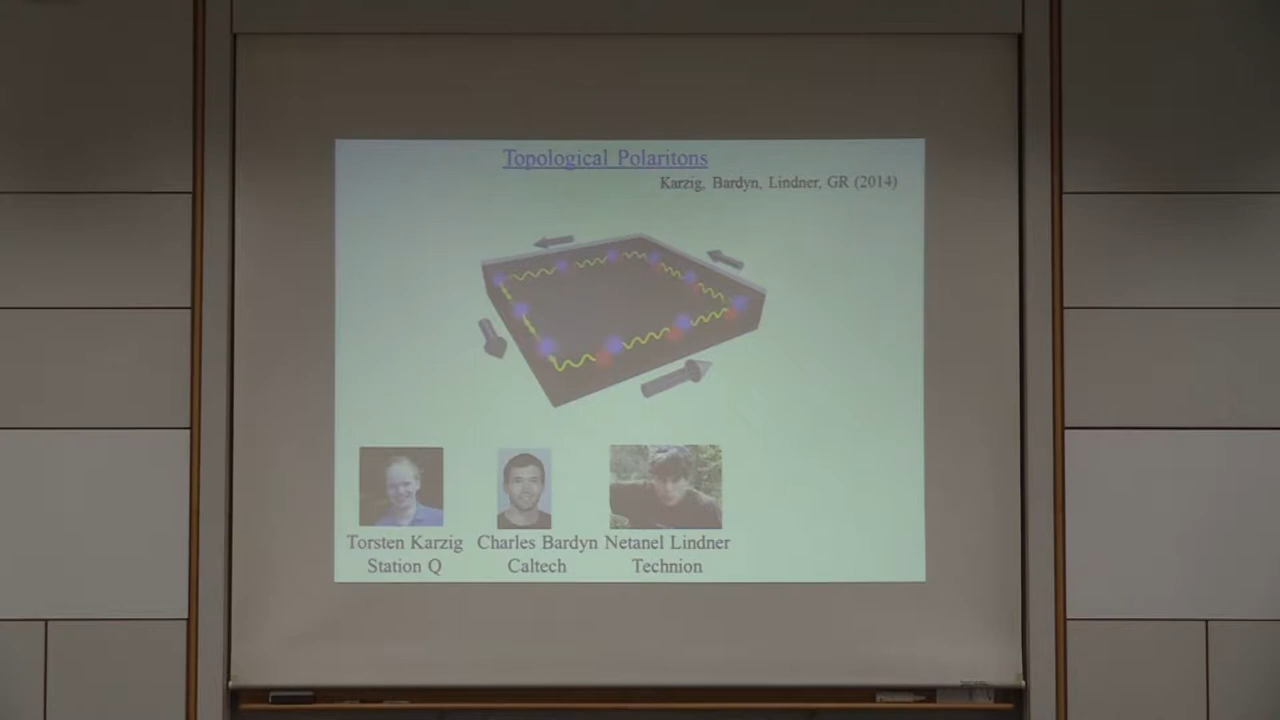 Topological Polaritons
Karzig, Bardyn, Lindner, GR (2014)
Torsten Karzig Charles Bardyn Netanel Lindner
Station Q Caltech Technion